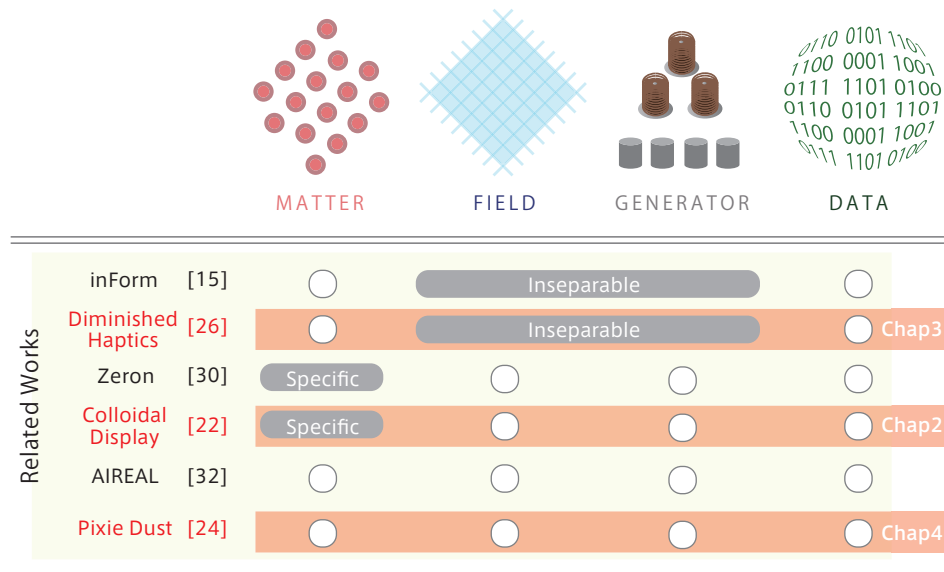 0110 0101 1101
1100 0001 1001
0111 1101 0100
0110 0101 1101
1100 0001 1001
0111 1101 0100
MATTER FIELD GENERATOR DATA
Related Works
inForm [15] Inseparable
Diminished
Haptics [26] Inseparable Chap3
Zeron [30] Specific
Colloidal
Display [22] Specific Chap2
AIREAL [32]
Pixie Dust [24] Chap4